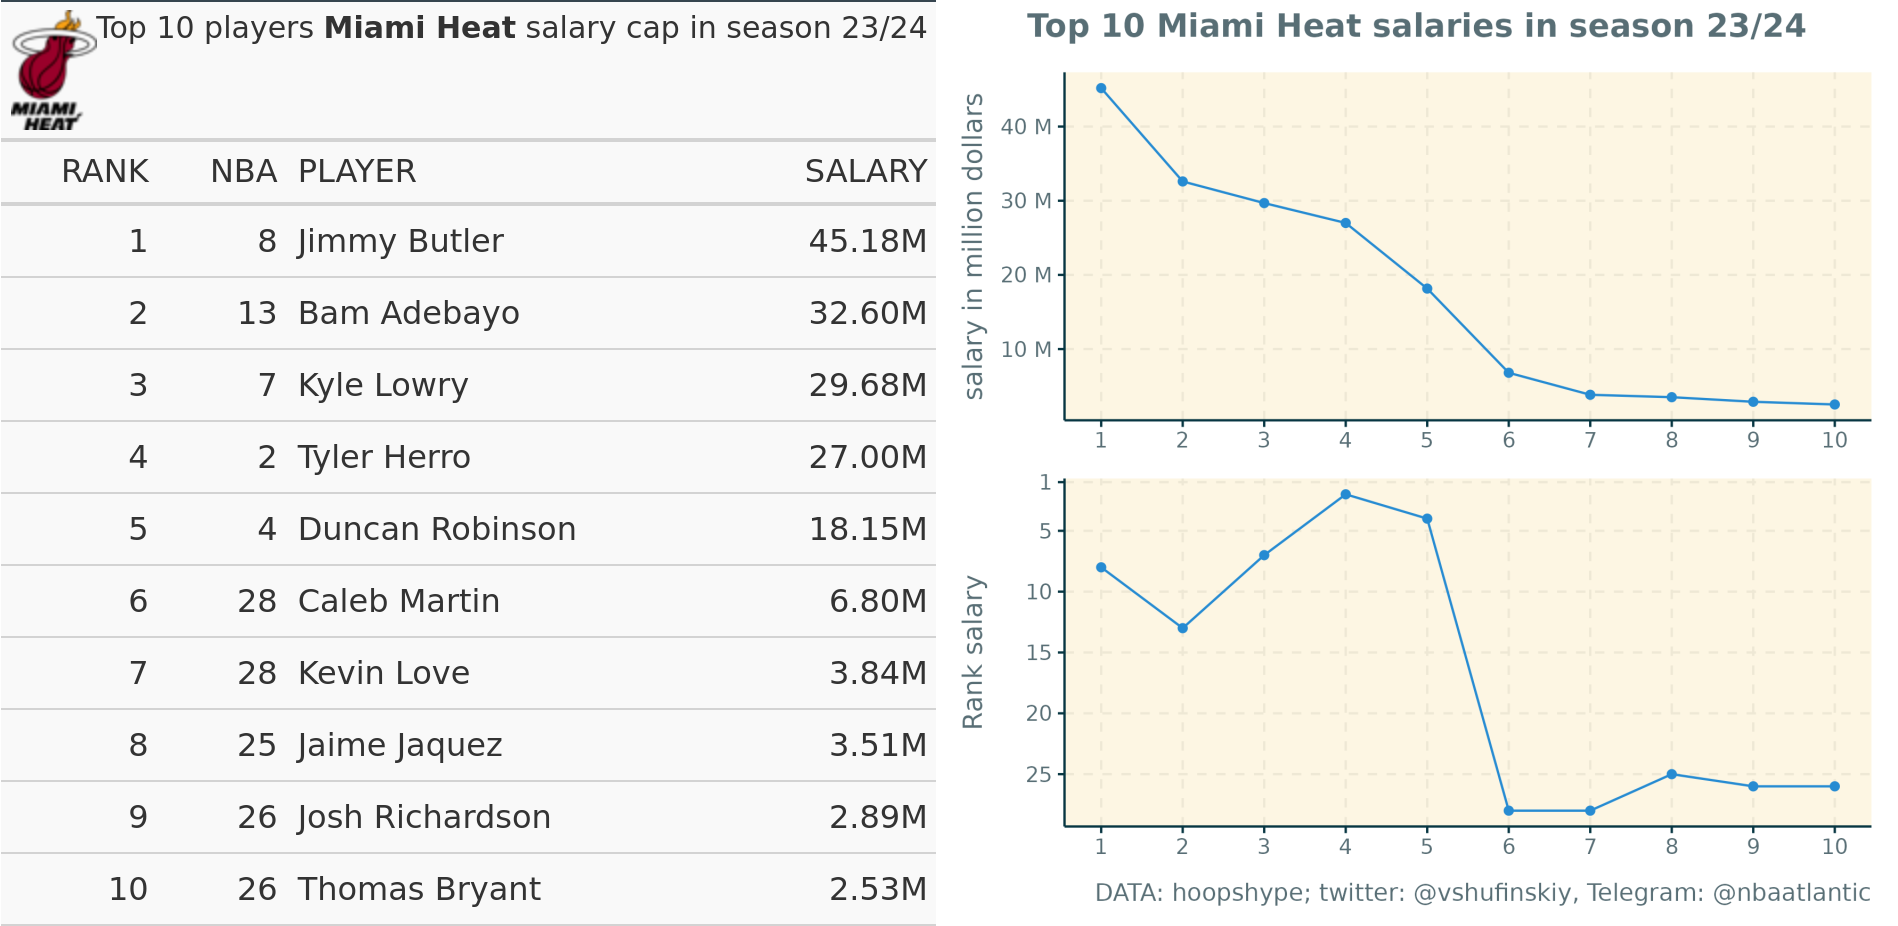 Top 10 players Miami Heat salary cap in season 23/24
MIAMI
HEAT
RANK NBA PLAYER SALARY
1 8 Jimmy Butler 45.18M
2 13 Bam Adebayo 32.60M
3 7 Kyle Lowry 29.68M
4 2 Tyler Herro 27.00M
5 4 Duncan Robinson 18.15M
6 28 Caleb Martin 6.80M
7 28 Kevin Love 3.84M
8 25 Jaime Jaquez 3.51M
9 26 Josh Richardson 2.89M
10 26 Thomas Bryant 2.53M
Top 10 Miami Heat salaries in season 23/24
salary in million dollars
40 M
30 M
20 M
10 M
1 2 3 4 5 6 7 8 9 10
Rank salary
1
5
10
15
20
25
1 2 3 4 5 6 7 8 9 10
DATA: hoopshype; twitter: @vshufinskiy, Telegram: @nbaatlantic